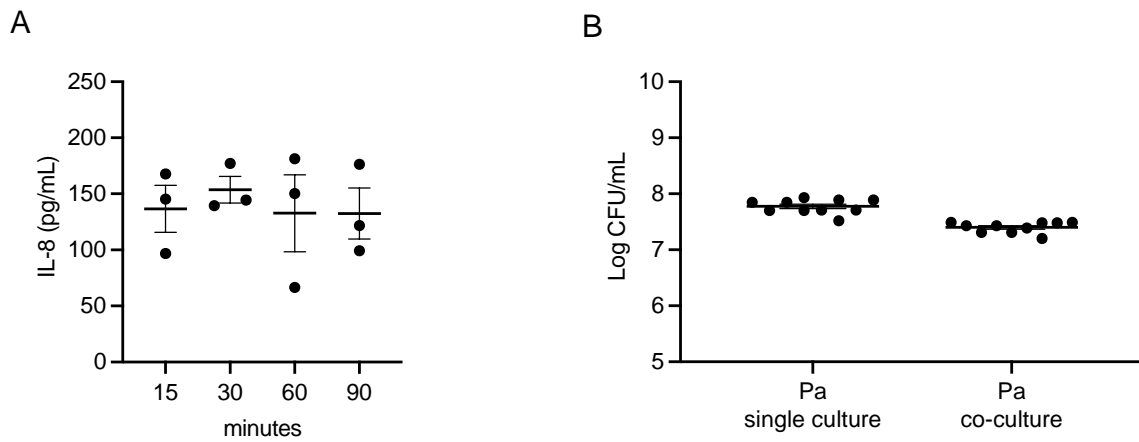 A
IL-8 (pg/mL)
250
200
150
100
50
0
15 30 60 90
minutes
B
Log CFU/mL
10
9
8
7
6
5
Pa Pa
single culture co-culture